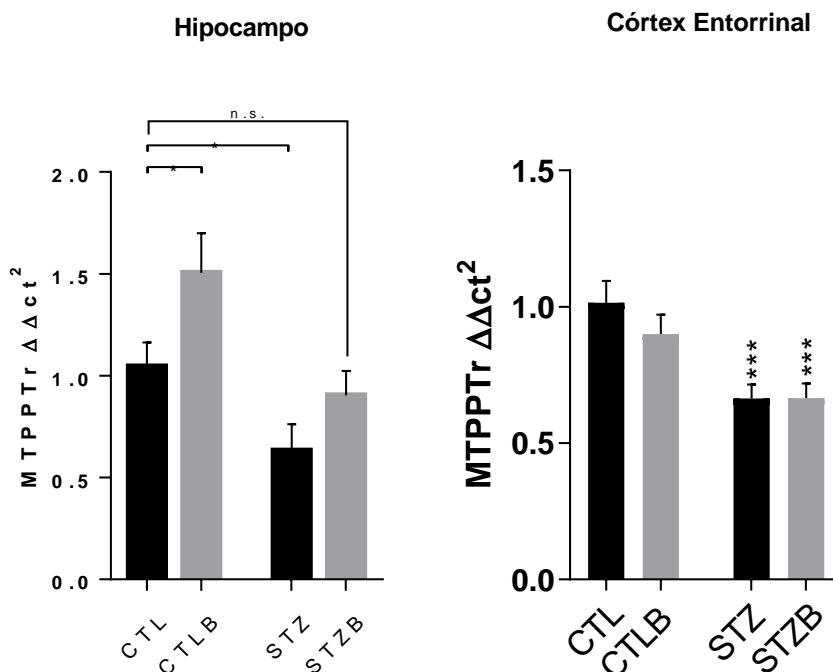 Hipocampo
n.s.
*
*
2.0
1.5
1.0
0.5
0.0
MTPPTr ΔΔct²
CTL
CTLB
STZ
STZB
Córtex Entorrinal
1.5
1.0
0.5
0.0
MTPPTr ΔΔct²
***
***
CTL
CTLB
STZ
STZB